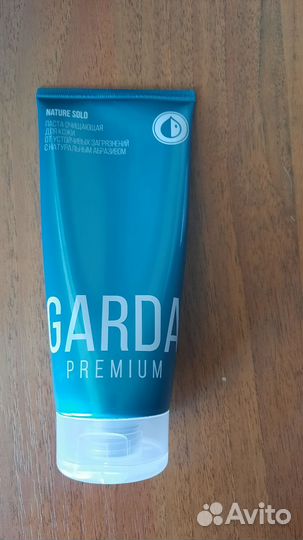 NATURE SOLO
ПАСТА ОЧИЩАЮЩАЯ
ДЛЯ КОЖИ
ОТ УСТОЙЧИВЫХ ЗАГРЯЗНЕНИЙ
С НАТУРАЛЬНЫМ АБРАЗИВОМ
GARDA
PREMIUM
Avito